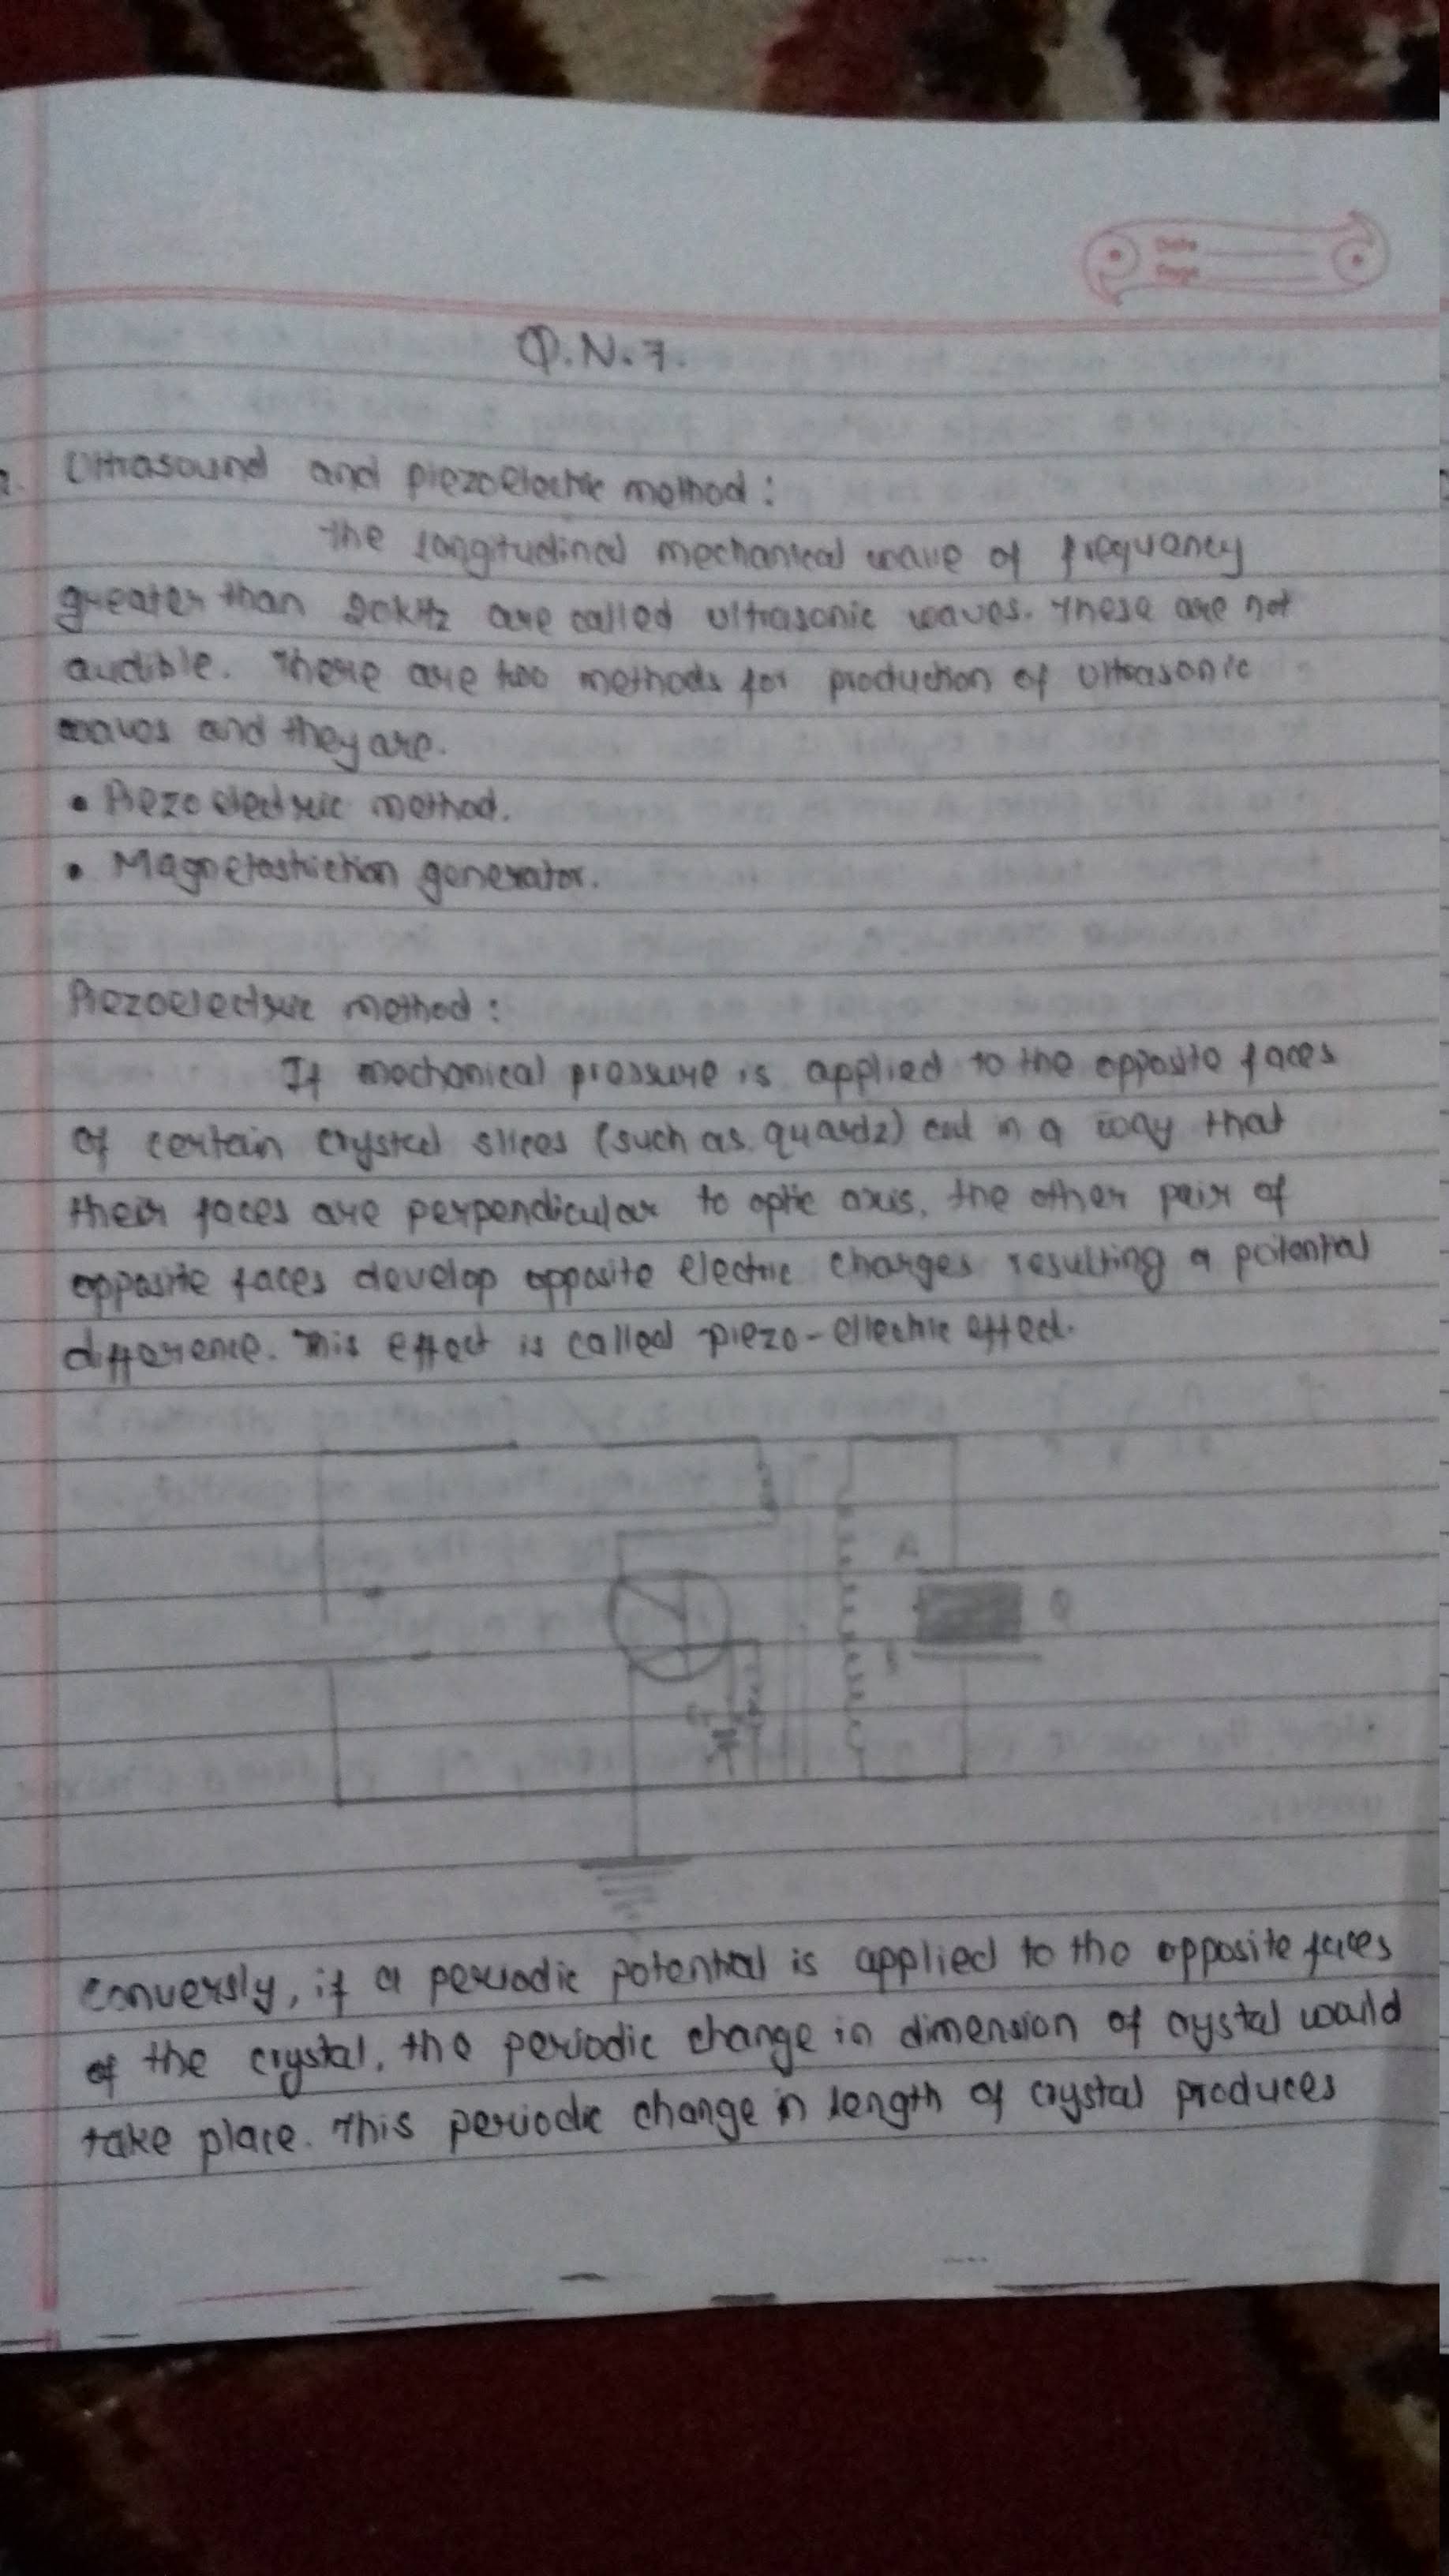 Date
Page
Q.N.7.
Ultrasound and piezoelectric method:
The longitudinal mechanical wave of frequency
greater than 20kHz are called ultrasonic waves. These are not
audible. There are two methods for production of ultrasonic
waves and they are.
• Piezoelectric method.
• Magnetostriction generator.
Piezoelectric method:
If mechanical pressure is applied to the opposite faces
of certain crystal slices (such as quartz) cut in a way that
their faces are perpendicular to optic axis, the other pair of
opposite faces develop opposite electric charges resulting a potential
difference. This effect is called piezo-ellectric effect.
A
Q
B
conversly, if a periodic potential is applied to the opposite faces
of the crystal, the periodic change in dimension of crystal would
take place. This periodic change in length of crystal produces